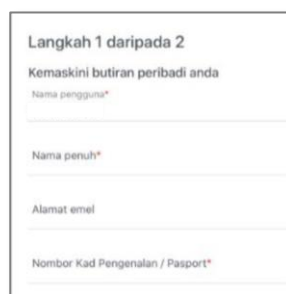 Langkah 1 daripada 2
Kemaskini butiran peribadi anda
Nama pengguna*
Nama penuh*
Alamat emel
Nombor Kad Pengenalan / Pasport*